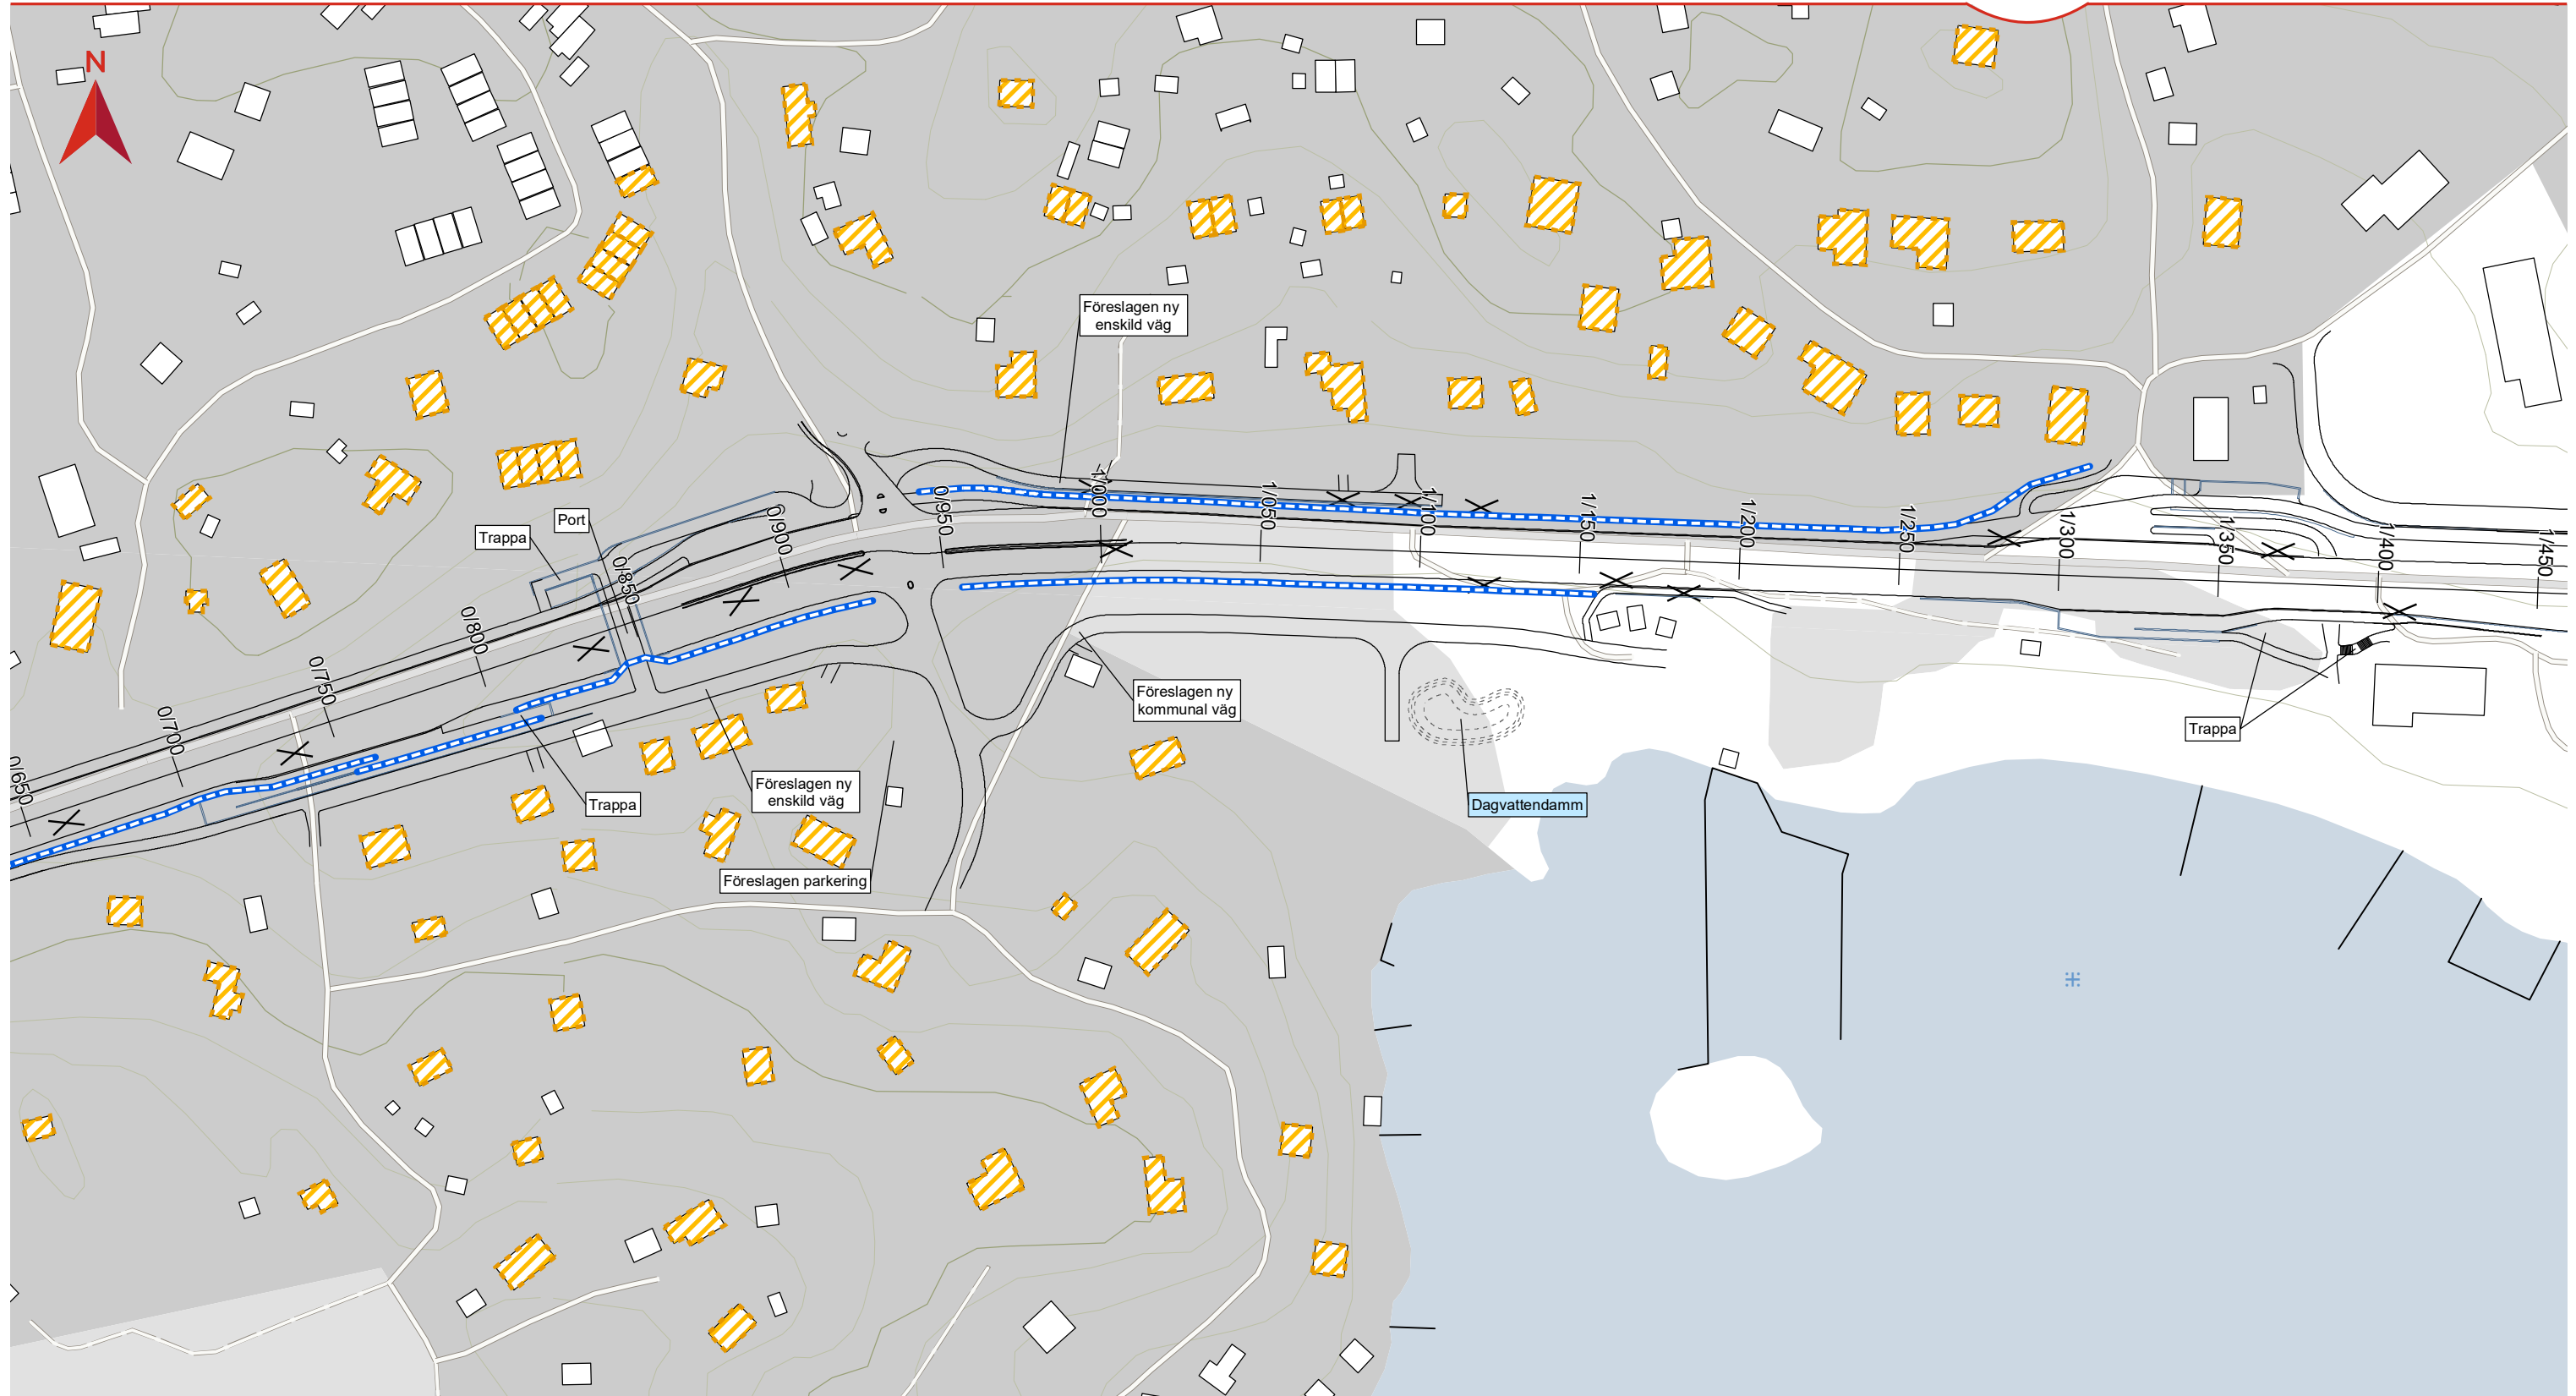 N
Föreslagen ny
enskild väg
Port
Trappa
0/650
0/700
0/750
0/800
0/850
0/900
0/950
1/000
1/050
1/100
1/150
1/200
1/250
1/300
1/350
1/400
1/450
Föreslagen ny
kommunal väg
Trappa
Föreslagen ny
enskild väg
Trappa
Dagvattendamm
Föreslagen parkering